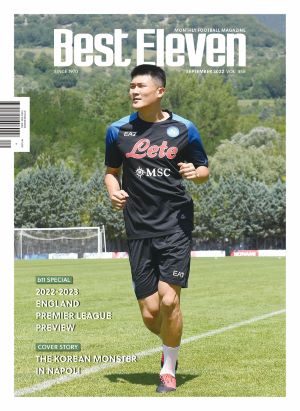 MONTHLY FOOTBALL MAGAZINE
Best Eleven
SINCE 1970
SEPTEMBER 2022
EA7
Lete
MSC
EA7
b11 SPECIAL
2022-2023
ENGLAND
PREMIER LEAGUE
PREVIEW
COVER STORY
THE KOREAN MONSTER
IN NAPOLI